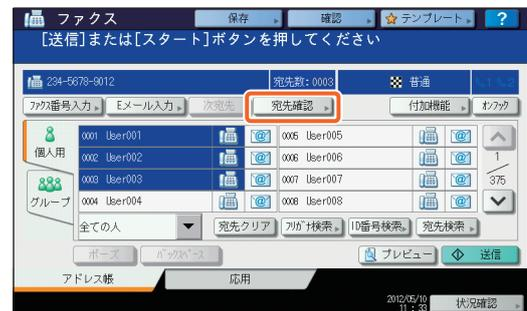 ファクス 保存 確認 テンプレート ?
[送信]または[スタート]ボタンを押してください
234-5678-9012 宛先数:0003 普通 1 2
ファクス番号入力 Eメール入力 次宛先 宛先確認 付加機能 オンフック
個人用
グループ
0001 User001 0005 User005
0002 User002 0006 User006
0003 User003 0007 User007
0004 User004 0008 User008
1
375
全ての人 宛先クリア フリガナ検索 ID番号検索 宛先検索
ポーズ バックスペース プレビュー 送信
アドレス帳 応用
2012/05/10
11:33 状況確認